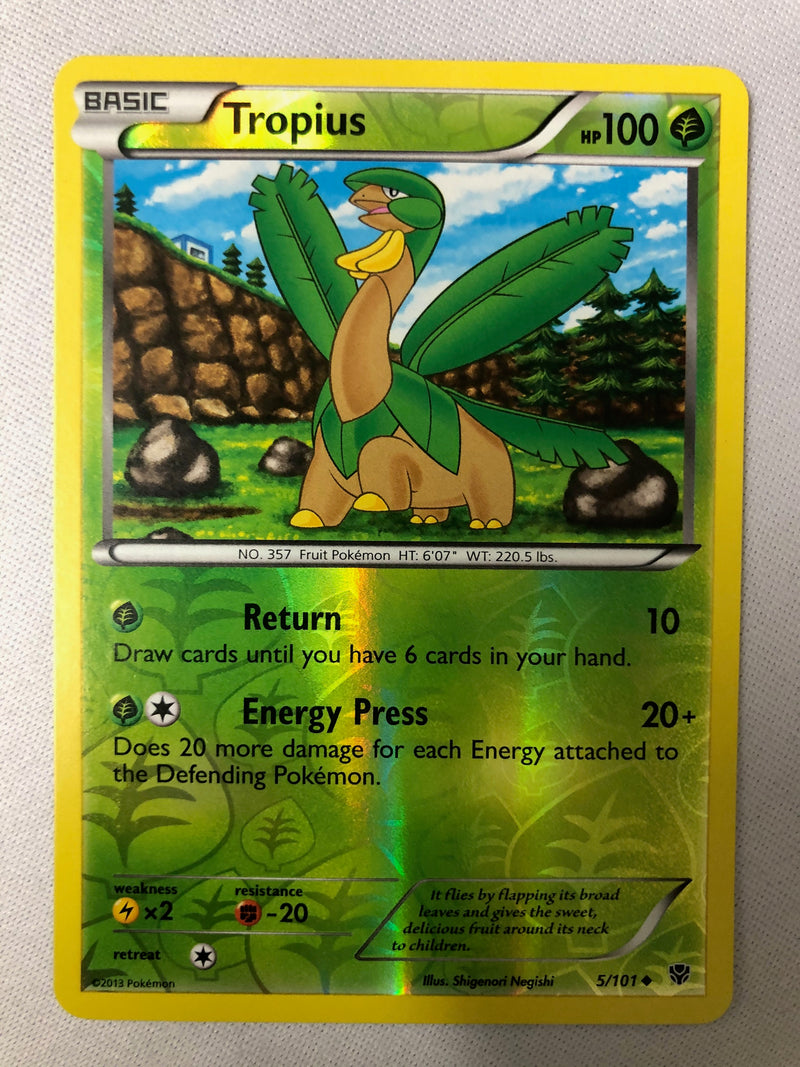 BASIC
Tropius
HP100
NO. 357 Fruit Pokémon HT: 6'07" WT: 220.5 lbs.
Return 10
Draw cards until you have 6 cards in your hand.
Energy Press 20+
Does 20 more damage for each Energy attached to
the Defending Pokémon.
weakness
×2
resistance
-20
retreat
It flies by flapping its broad
leaves and gives the sweet,
delicious fruit around its neck
to children.
©2013 Pokémon
Illus. Shigenori Negishi
5/101